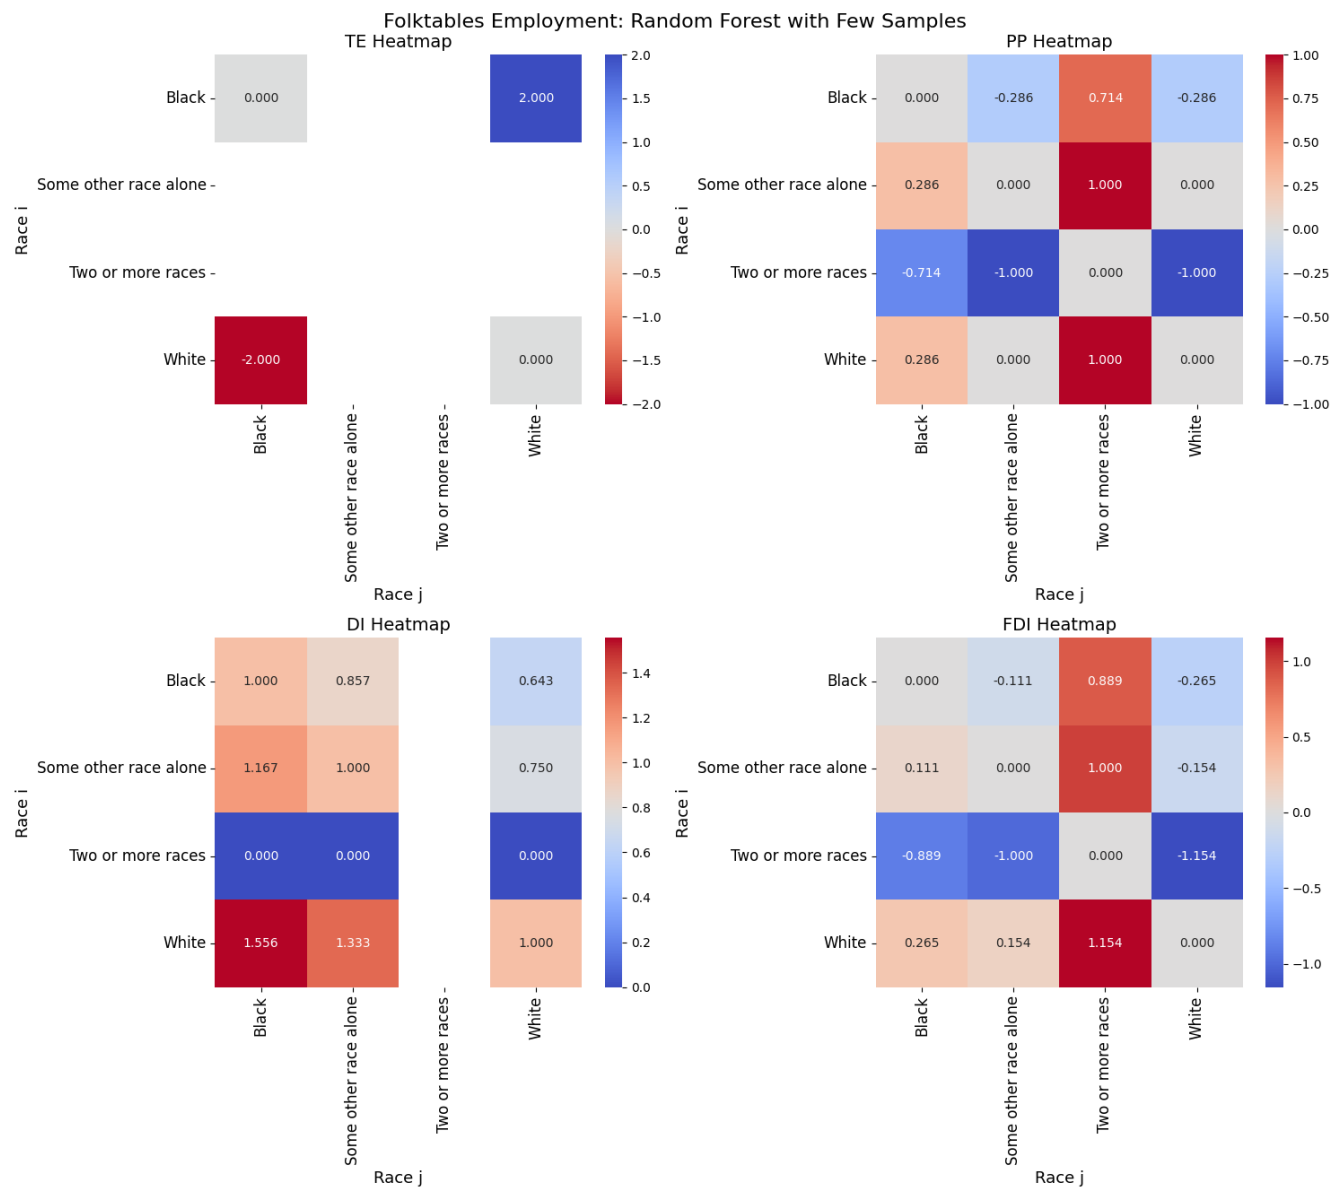 Folktables Employment: Random Forest with Few Samples
TE Heatmap
Race i
Black
Some other race alone
Two or more races
White
0.000
2.000
-2.000
0.000
Black
Some other race alone
Two or more races
White
Race j
2.0
1.5
1.0
0.5
0.0
−0.5
−1.0
−1.5
−2.0
PP Heatmap
Race i
Black
Some other race alone
Two or more races
White
0.000 -0.286 0.714 -0.286
0.286 0.000 1.000 0.000
-0.714 -1.000 0.000 -1.000
0.286 0.000 1.000 0.000
Black
Some other race alone
Two or more races
White
Race j
1.00
0.75
0.50
0.25
0.00
−0.25
−0.50
−0.75
−1.00
DI Heatmap
Race i
Black
Some other race alone
Two or more races
White
1.000 0.857 0.643
1.167 1.000 0.750
0.000 0.000 0.000
1.556 1.333 1.000
Black
Some other race alone
Two or more races
White
Race j
1.4
1.2
1.0
0.8
0.6
0.4
0.2
0.0
FDI Heatmap
Race i
Black
Some other race alone
Two or more races
White
0.000 -0.111 0.889 -0.265
0.111 0.000 1.000 -0.154
-0.889 -1.000 0.000 -1.154
0.265 0.154 1.154 0.000
Black
Some other race alone
Two or more races
White
Race j
1.0
0.5
0.0
−0.5
−1.0